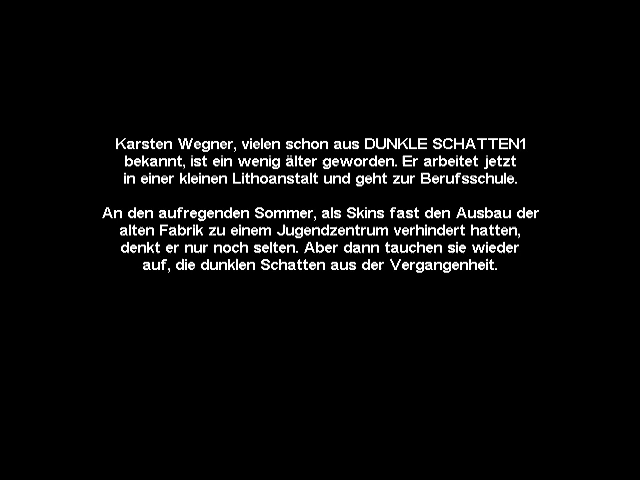 Karsten Wegner, vielen schon aus DUNKLE SCHATTEN1
bekannt, ist ein wenig älter geworden. Er arbeitet jetzt
in einer kleinen Lithoanstalt und geht zur Berufsschule.
An den aufregenden Sommer, als Skins fast den Ausbau der
alten Fabrik zu einem Jugendzentrum verhindert hatten,
denkt er nur noch selten. Aber dann tauchen sie wieder
auf, die dunklen Schatten aus der Vergangenheit.